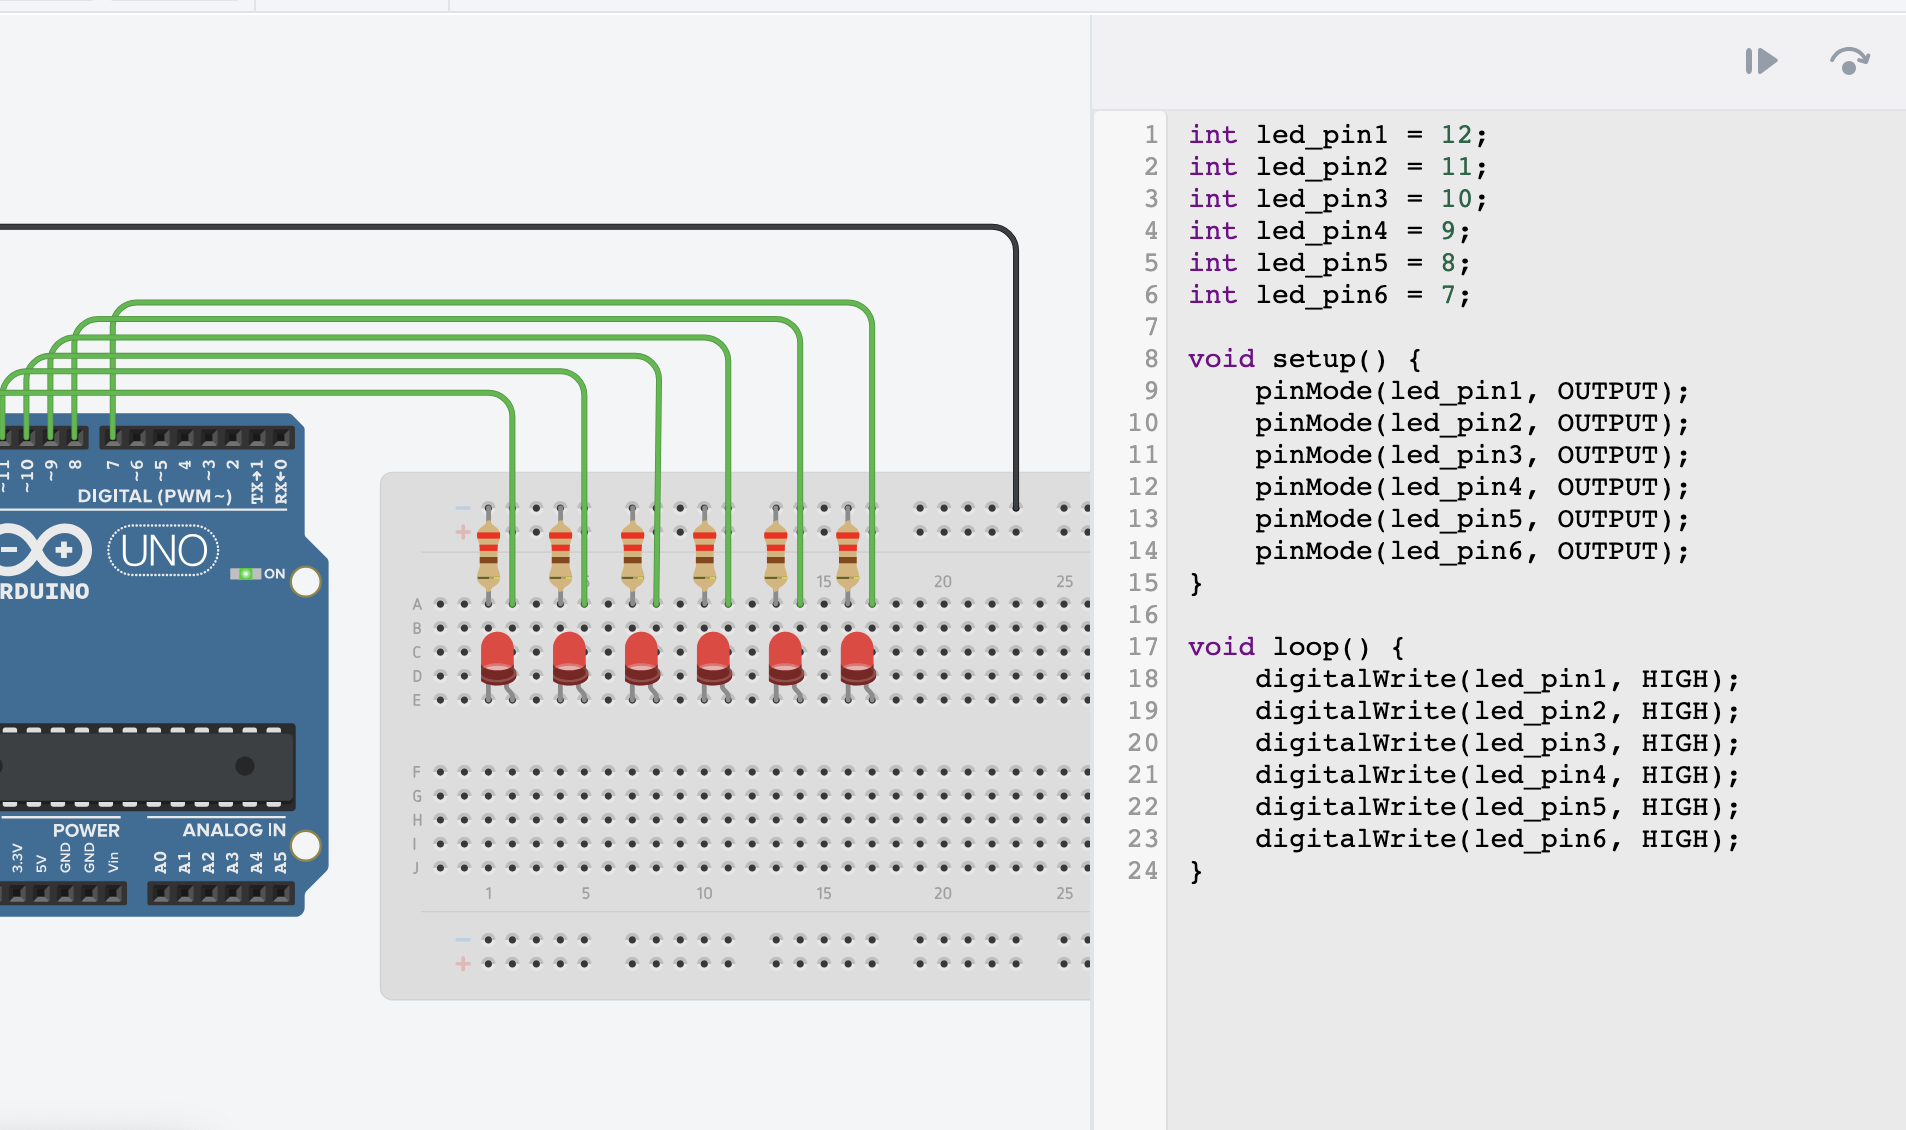 ~11 ~10 ~9 8 7 ~6 ~5 4 ~3 2 TX→1 RX←0
DIGITAL (PWM~)
UNO
ON
RDUINO
POWER
ANALOG IN
3.3V 5V GND GND Vin A0 A1 A2 A3 A4 A5
− 
+
5 15 20 25
A
B
C
D
E
F
G
H
I
J
1 5 10 15 20 25
−
+
1 int led_pin1 = 12;
2 int led_pin2 = 11;
3 int led_pin3 = 10;
4 int led_pin4 = 9;
5 int led_pin5 = 8;
6 int led_pin6 = 7;
7
8 void setup() {
9     pinMode(led_pin1, OUTPUT);
10     pinMode(led_pin2, OUTPUT);
11     pinMode(led_pin3, OUTPUT);
12     pinMode(led_pin4, OUTPUT);
13     pinMode(led_pin5, OUTPUT);
14     pinMode(led_pin6, OUTPUT);
15 }
16
17 void loop() {
18     digitalWrite(led_pin1, HIGH);
19     digitalWrite(led_pin2, HIGH);
20     digitalWrite(led_pin3, HIGH);
21     digitalWrite(led_pin4, HIGH);
22     digitalWrite(led_pin5, HIGH);
23     digitalWrite(led_pin6, HIGH);
24 }